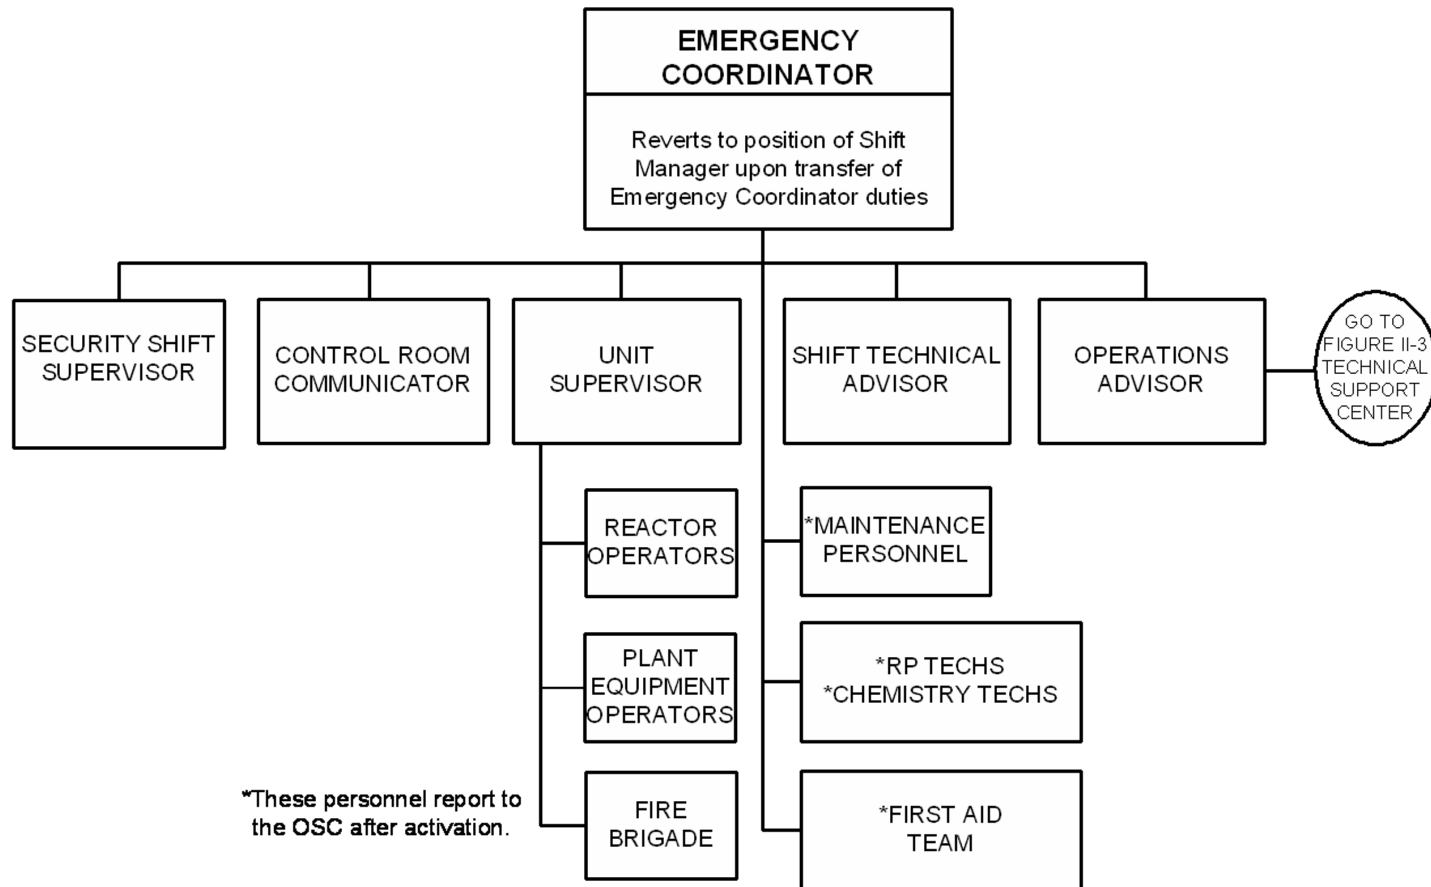 EMERGENCY
COORDINATOR
Reverts to position of Shift
Manager upon transfer of
Emergency Coordinator duties
SECURITY SHIFT
SUPERVISOR
CONTROL ROOM
COMMUNICATOR
UNIT
SUPERVISOR
SHIFT TECHNICAL
ADVISOR
OPERATIONS
ADVISOR
GO TO
FIGURE II-3
TECHNICAL
SUPPORT
CENTER
REACTOR
OPERATORS
*MAINTENANCE
PERSONNEL
PLANT
EQUIPMENT
OPERATORS
*RP TECHS
*CHEMISTRY TECHS
*These personnel report to
the OSC after activation.
FIRE
BRIGADE
*FIRST AID
TEAM